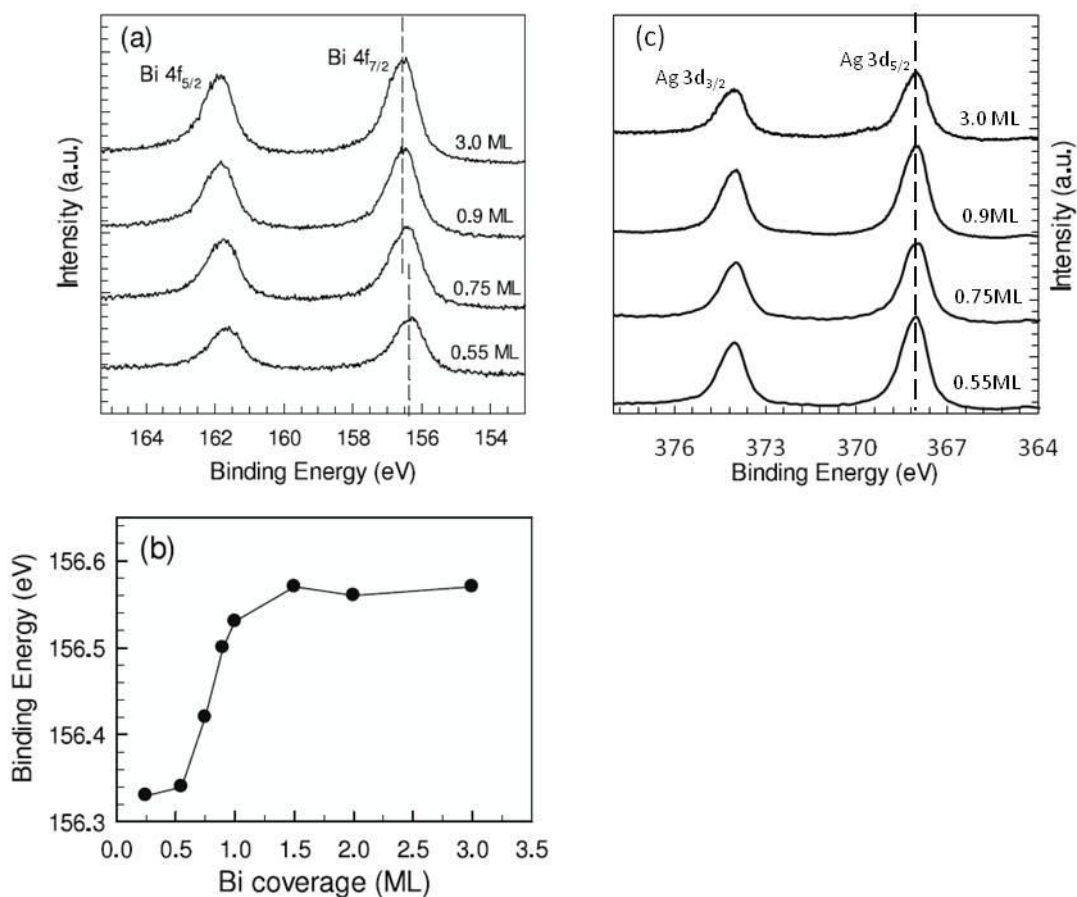 (a)
Bi 4f5/2
Bi 4f7/2
3.0 ML
0.9 ML
0.75 ML
0.55 ML
Intensity (a.u.)
164 162 160 158 156 154
Binding Energy (eV)
(c)
Ag 3d3/2
Ag 3d5/2
3.0 ML
0.9ML
0.75ML
0.55ML
Intensity (a.u.)
376 373 370 367 364
Binding Energy (eV)
(b)
156.6
156.5
156.4
156.3
Binding Energy (eV)
0.0 0.5 1.0 1.5 2.0 2.5 3.0 3.5
Bi coverage (ML)